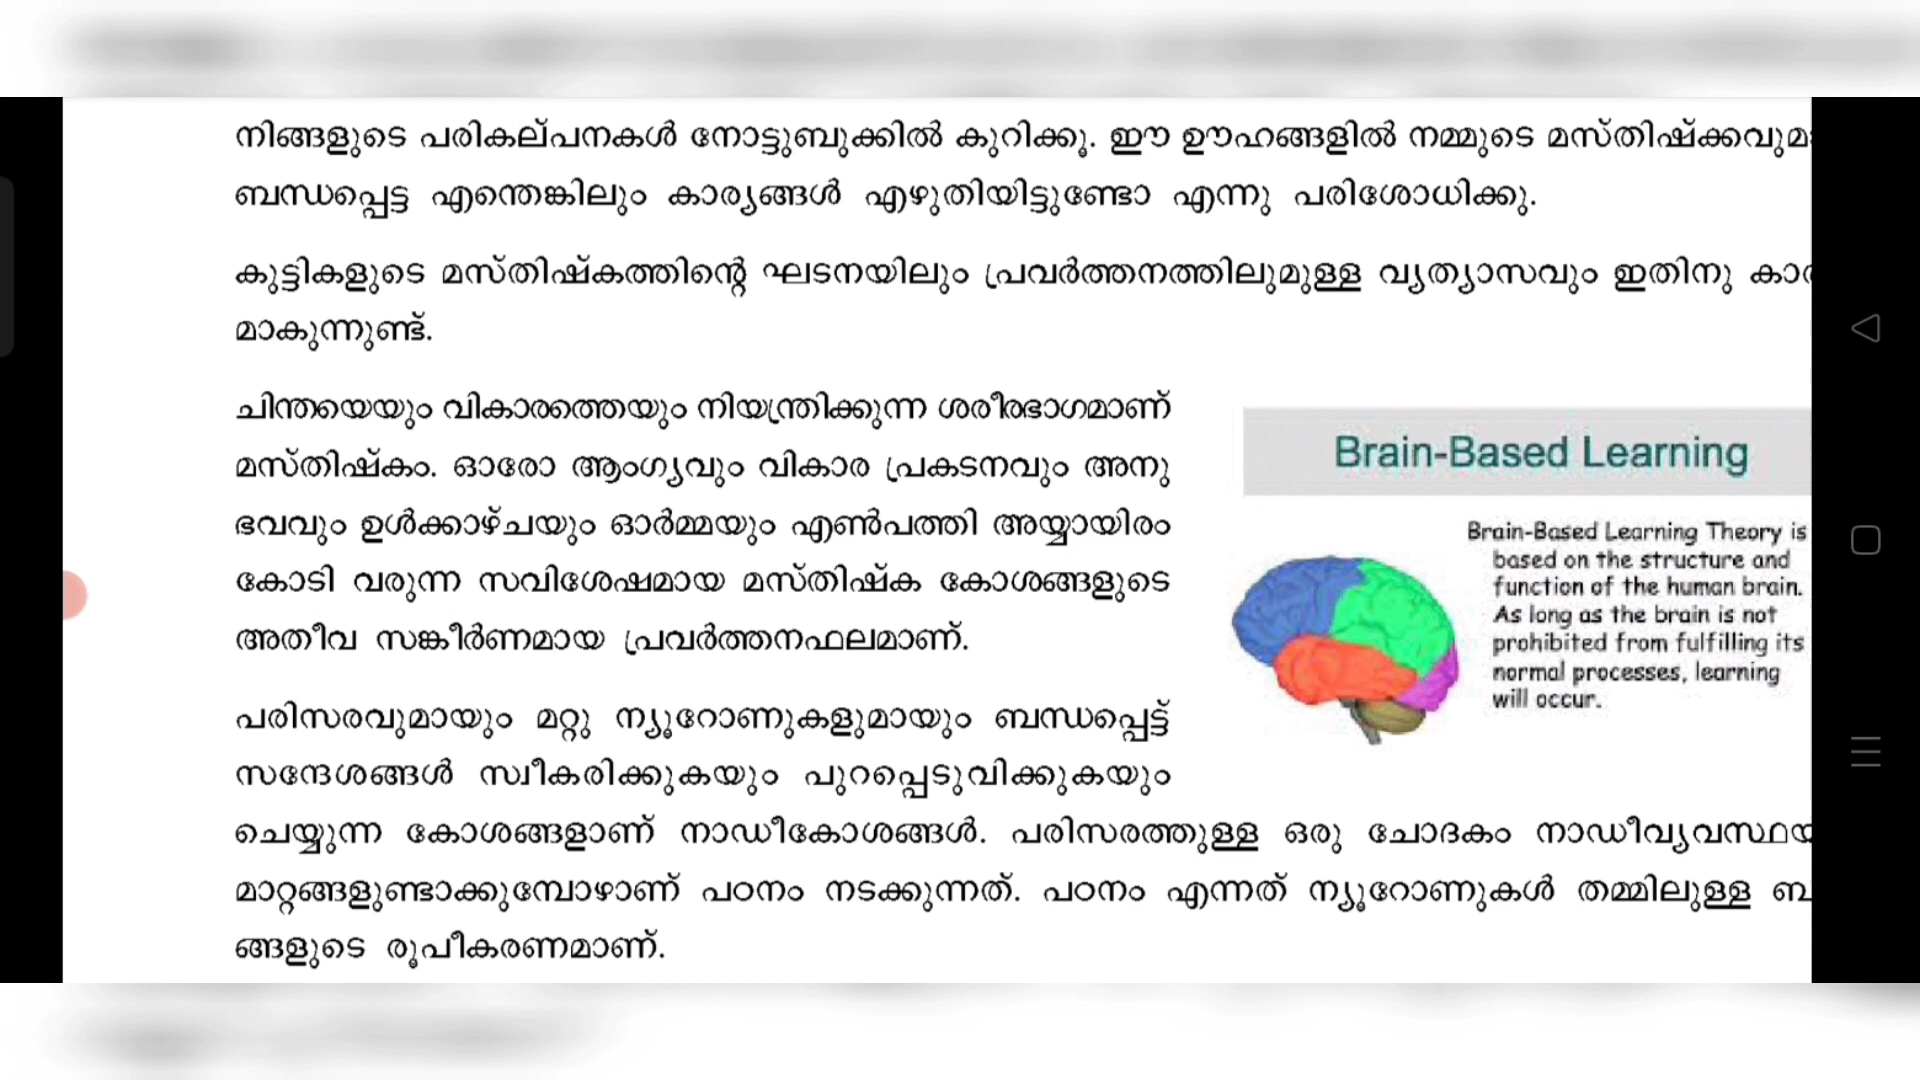 നിങ്ങളുടെ പരികല്പനകൾ നോട്ടുബുക്കിൽ കുറിക്കൂ. ഈ ഊഹങ്ങളിൽ നമ്മുടെ
ബന്ധപ്പെട്ട എന്തെങ്കിലും കാര്യങ്ങൾ എഴുതിയിട്ടുണ്ടോ എന്നു പരിശോധിക്കു.
കുട്ടികളുടെ മസ്തിഷ്കത്തിന്റെ ഘടനയിലും പ്രവർത്തനത്തിലുമുള്ള വ്യത്യാസവും ഇതിനു
മാകുന്നുണ്ട്.
ചിന്തയെയും വികാരത്തെയും നിയന്ത്രിക്കുന്ന ശരീരഭാഗമാണ്
മസ്തിഷ്കം. ഓരോ ആംഗ്യവും വികാര പ്രകടനവും അനു
ഭവവും ഉൾക്കാഴ്ചയും ഓർമ്മയും എൺപത്തി അയ്യായിരം
കോടി വരുന്ന സവിശേഷമായ മസ്തിഷ്ക കോശങ്ങളുടെ
അതീവ സങ്കീർണമായ പ്രവർത്തനഫലമാണ്.
പരിസരവുമായും മറ്റു ന്യൂറോണുകളുമായും ബന്ധപ്പെട്ട്
സന്ദേശങ്ങൾ സ്വീകരിക്കുകയും പുറപ്പെടുവിക്കുകയും
ചെയ്യുന്ന കോശങ്ങളാണ് നാഡീകോശങ്ങൾ. പരിസരത്തുള്ള ഒരു ചോദകം
മാറ്റങ്ങളുണ്ടാക്കുമ്പോഴാണ് പഠനം നടക്കുന്നത്. പഠനം എന്നത് ന്യൂറോണുകൾ തമ്മിലുള്ള
ങ്ങളുടെ രൂപീകരണമാണ്.
Brain-Based Learning
Brain-Based Learning Theory is
based on the structure and
function of the human brain.
As long as the brain is not
prohibited from fulfilling its
normal processes, learning
will occur.